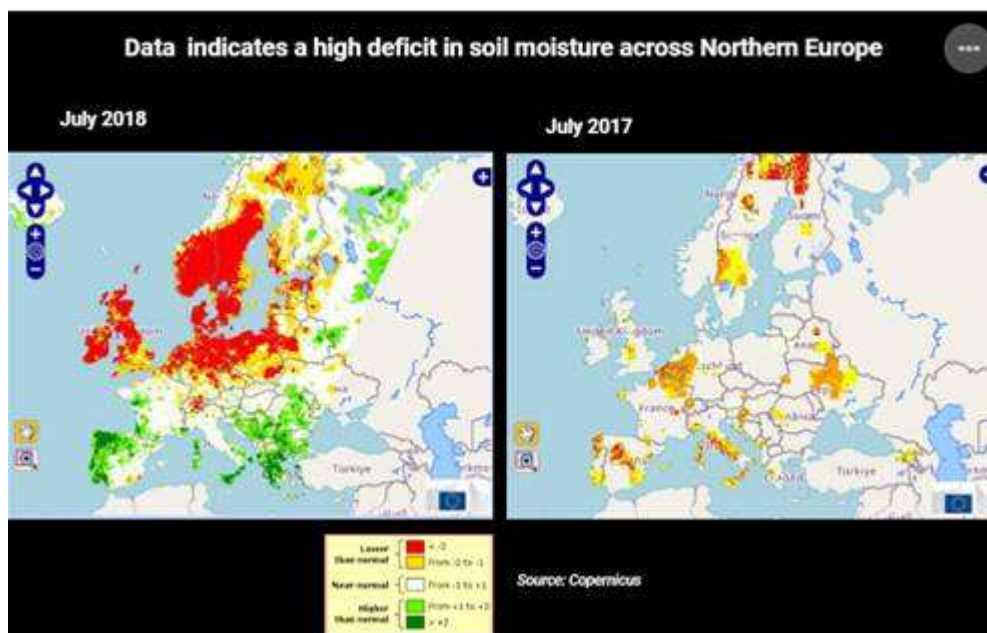 Data indicates a high deficit in soil moisture across Northern Europe
July 2018
July 2017
United Kingdom
France
Türkiye
Türkiye
Lower
than normal
< -2
From -2 to -1
Near-normal
From -1 to +1
Higher
than normal
From +1 to +2
> +2
Source: Copernicus